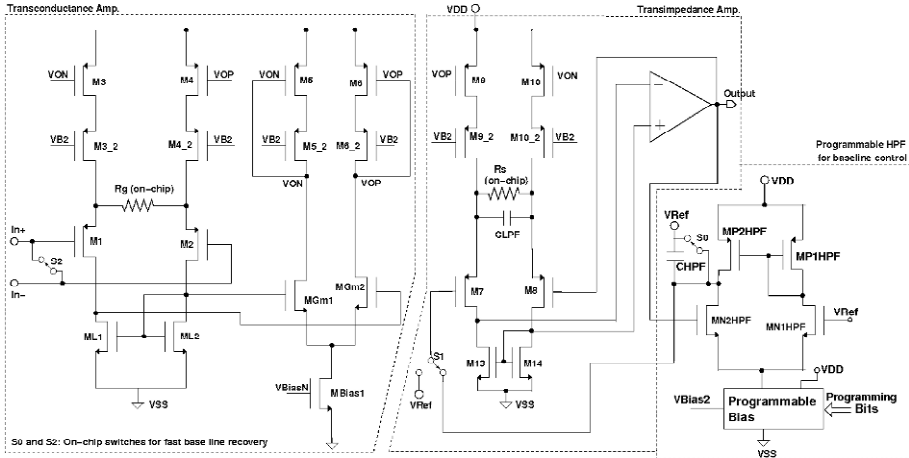 Transconductance Amp.
VDD
Transimpedance Amp.
VON
M3
M4
VOP
VON
M5
M6
VOP
VOP
M9
M10
VON
Output
VB2
M3_2
M4_2
VB2
VB2
M5_2
M6_2
VB2
VB2
M9_2
M10_2
VB2
Programmable HPF
for baseline control
VON
VOP
Rg (on-chip)
Rs
(on-chip)
CLPF
VDD
In+
M1
M2
S2
In-
VRef
S0
CHPF
MP2HPF
MP1HPF
MGm1
MGm2
M7
M8
MN2HPF
MN1HPF
VRef
ML1
ML2
M13
M14
S1
VRef
VSS
VBiasN
MBias1
VSS
VDD
VBias2
Programmable
Bias
Programming
Bits
VSS
S0 and S2: On-chip switches for fast base line recovery